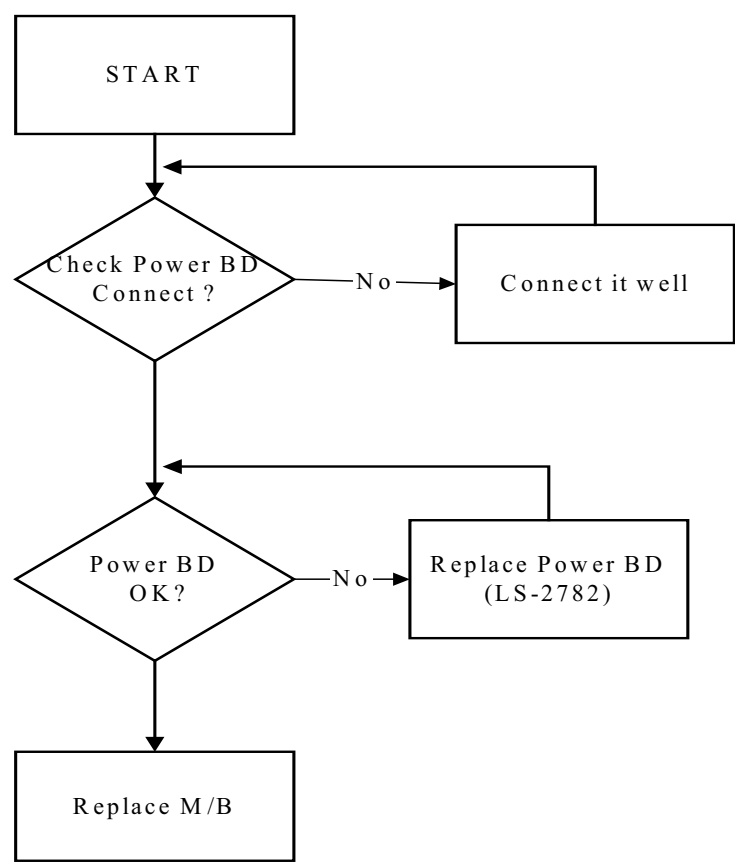 START
Check Power BD
Connect ?
No
Connect it well
Power BD
OK?
No
Replace Power BD
(LS-2782)
Replace M/B